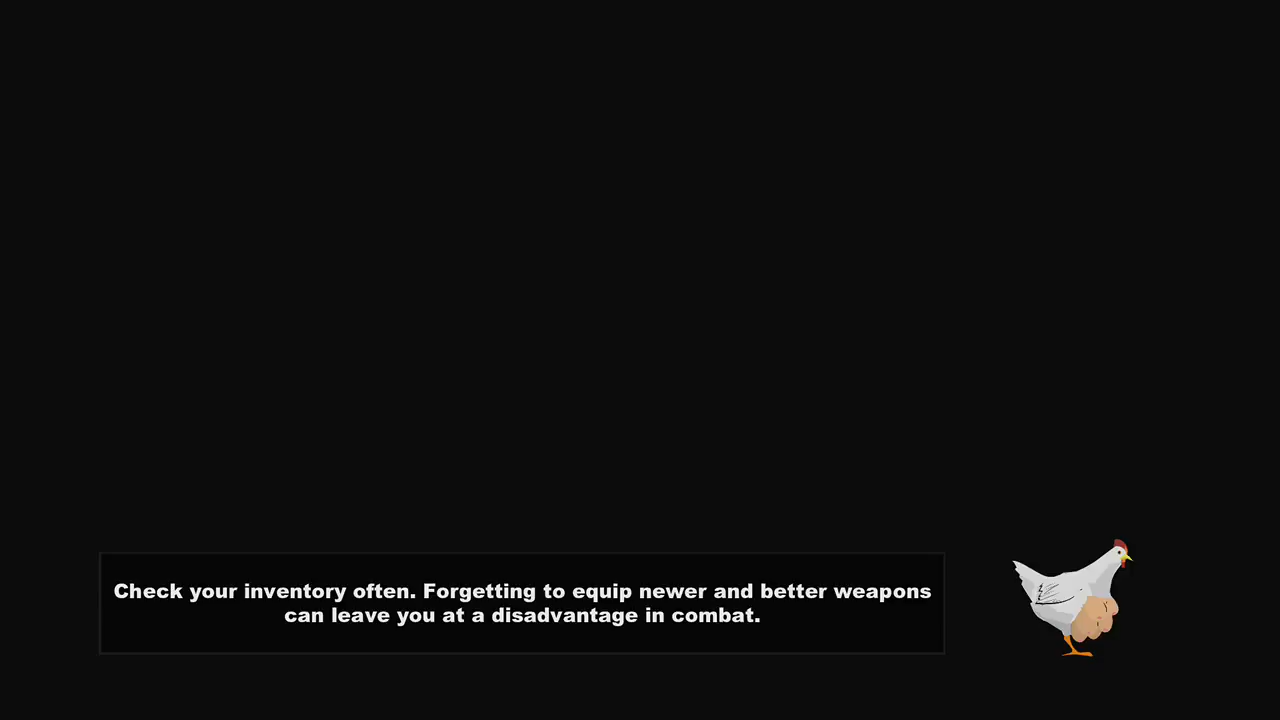 Check your inventory often. Forgetting to equip newer and better weapons
can leave you at a disadvantage in combat.